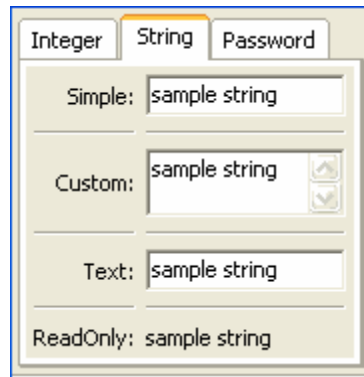 Integer String Password
Simple: sample string
Custom: sample string
Text: sample string
ReadOnly: sample string